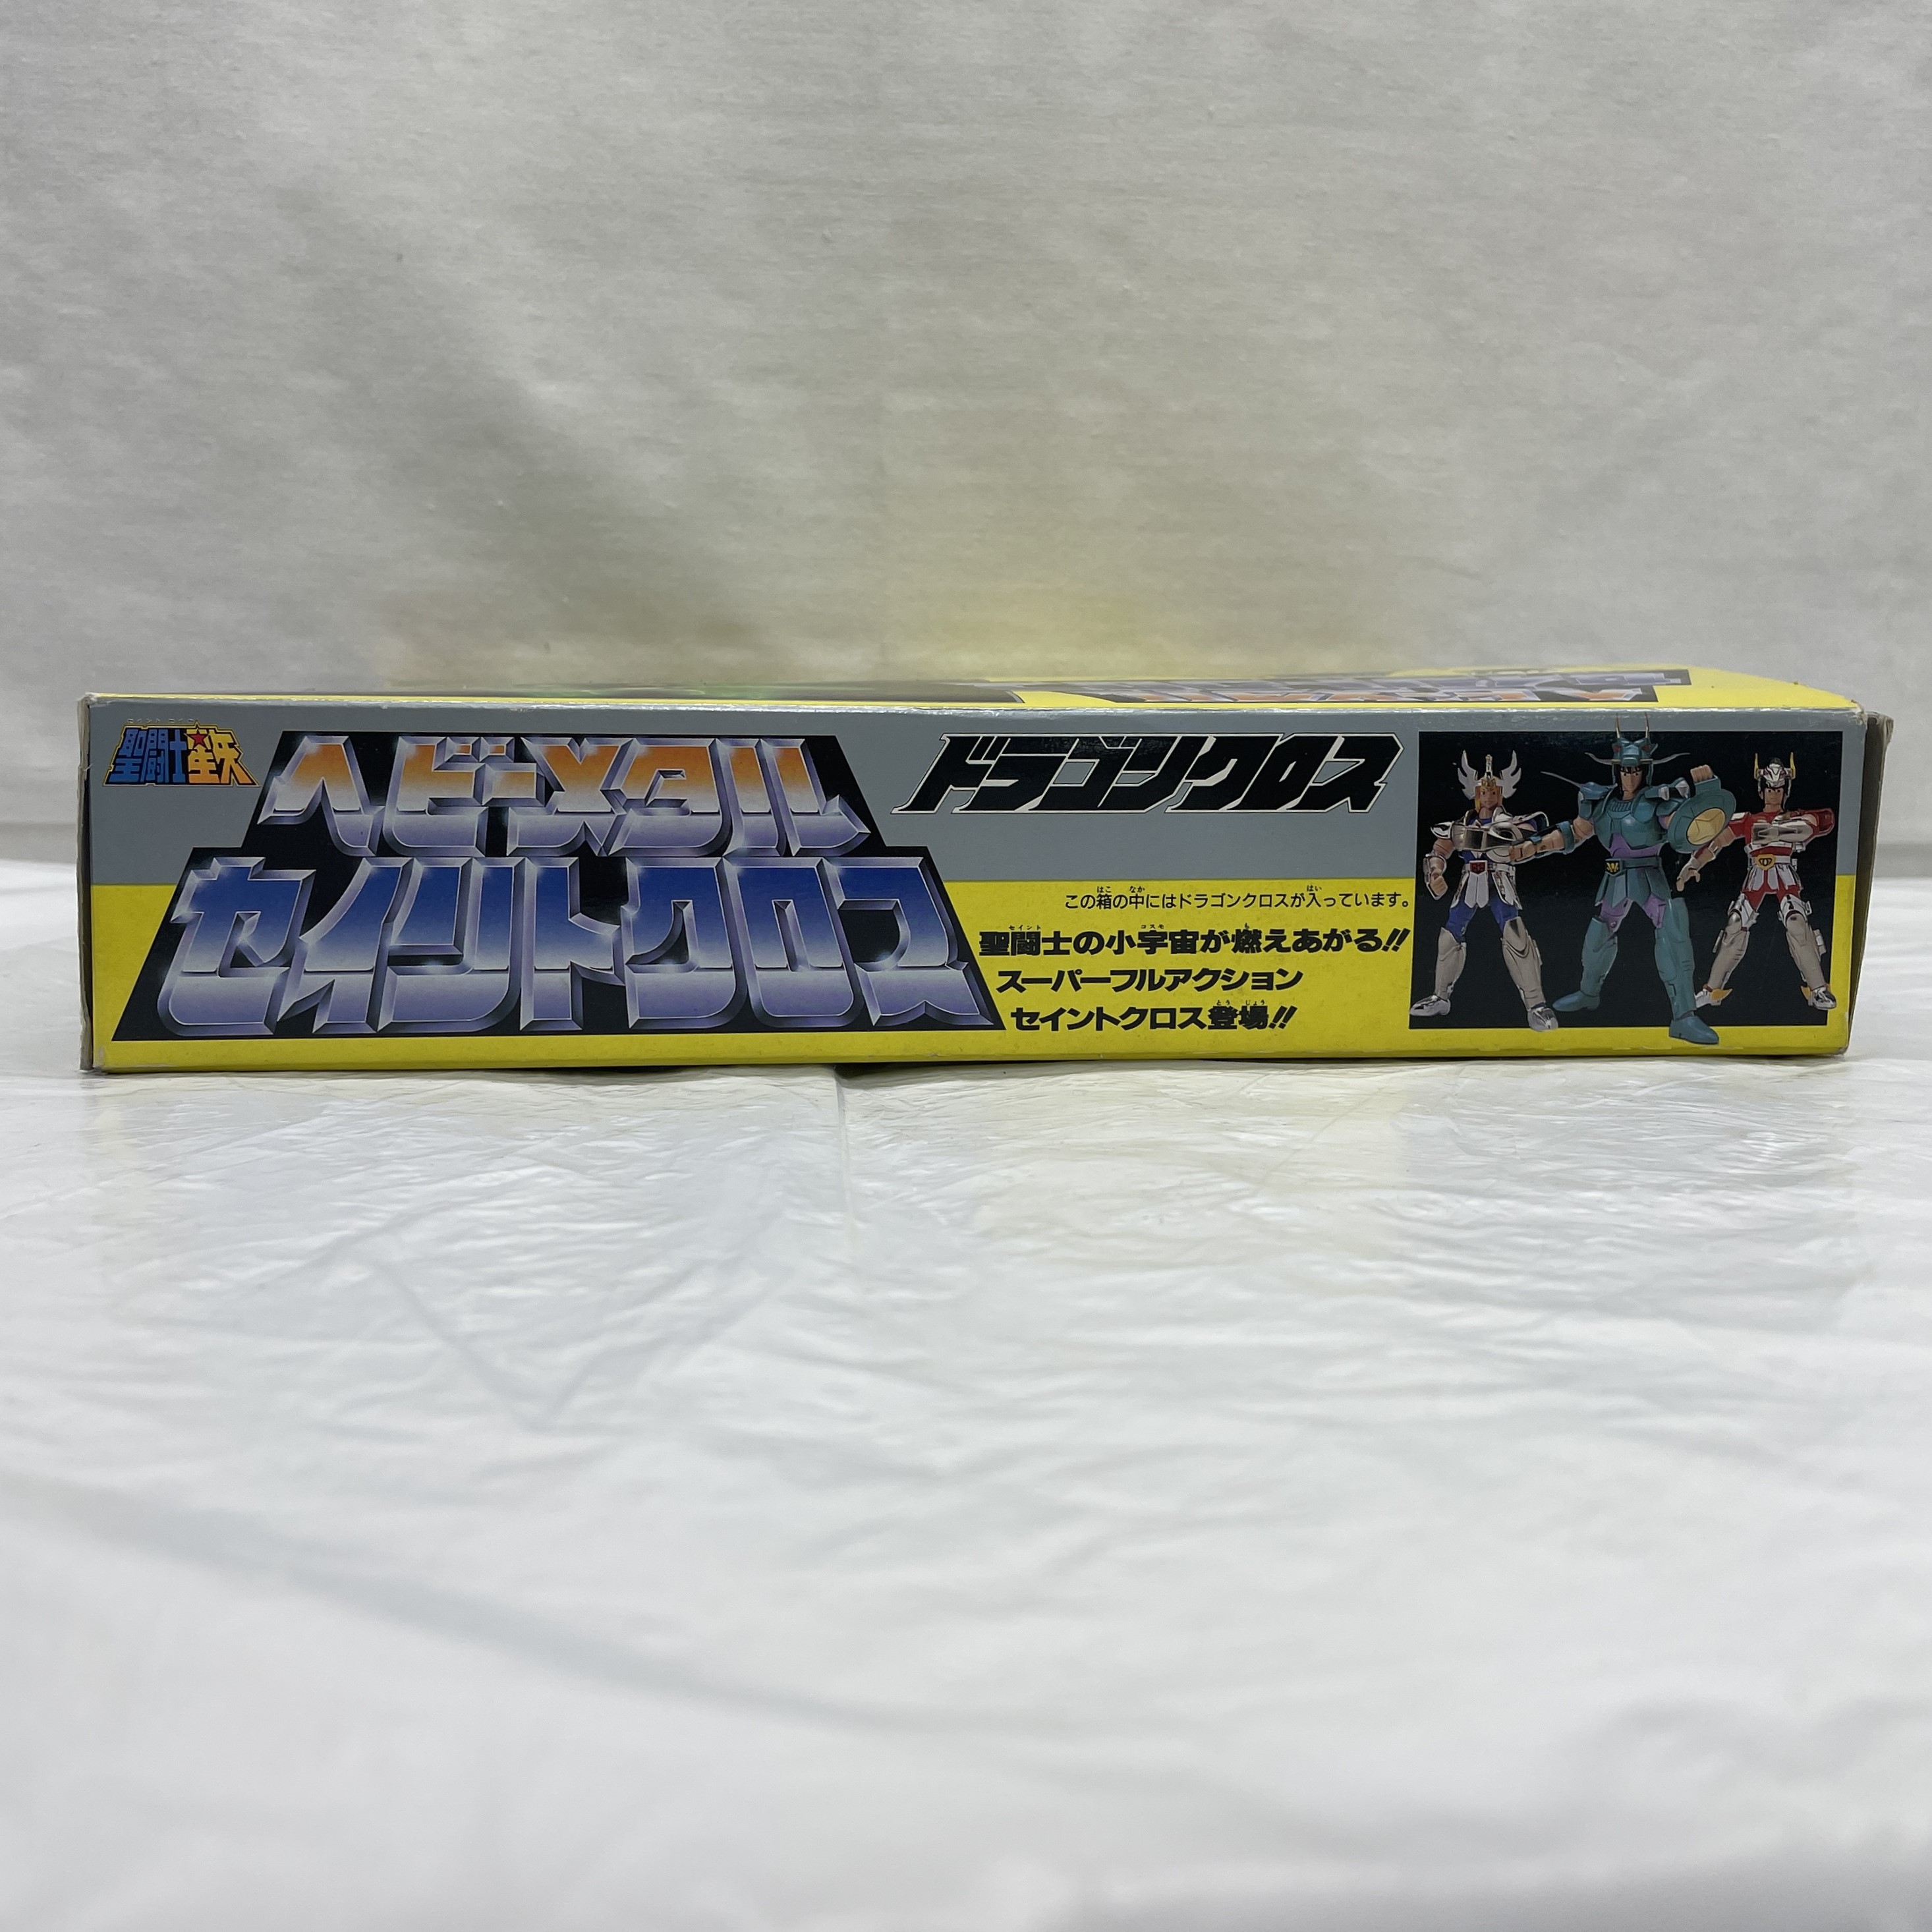 聖闘士星矢
ヘビーメタル
セイントクロス
ドラゴンクロス
この箱の中にはドラゴンクロスが入っています。
聖闘士の小宇宙が燃えあがる!!
スーパーフルアクション
セイントクロス登場!!